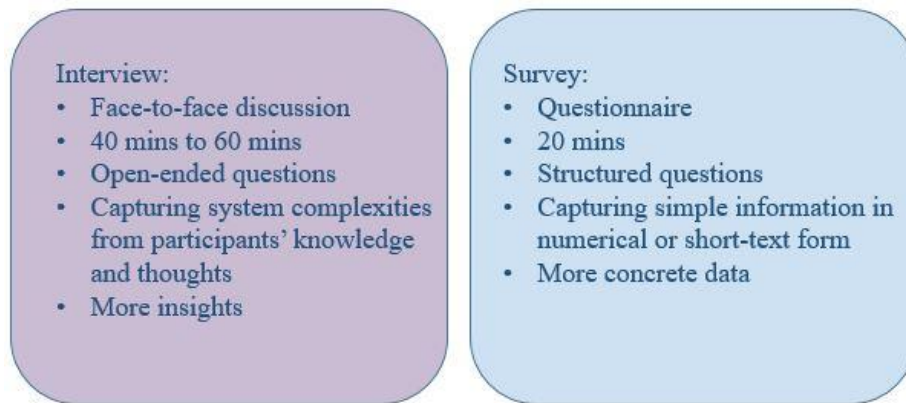 Interview:
• Face-to-face discussion
• 40 mins to 60 mins
• Open-ended questions
• Capturing system complexities
from participants’ knowledge
and thoughts
• More insights
Survey:
• Questionnaire
• 20 mins
• Structured questions
• Capturing simple information in
numerical or short-text form
• More concrete data